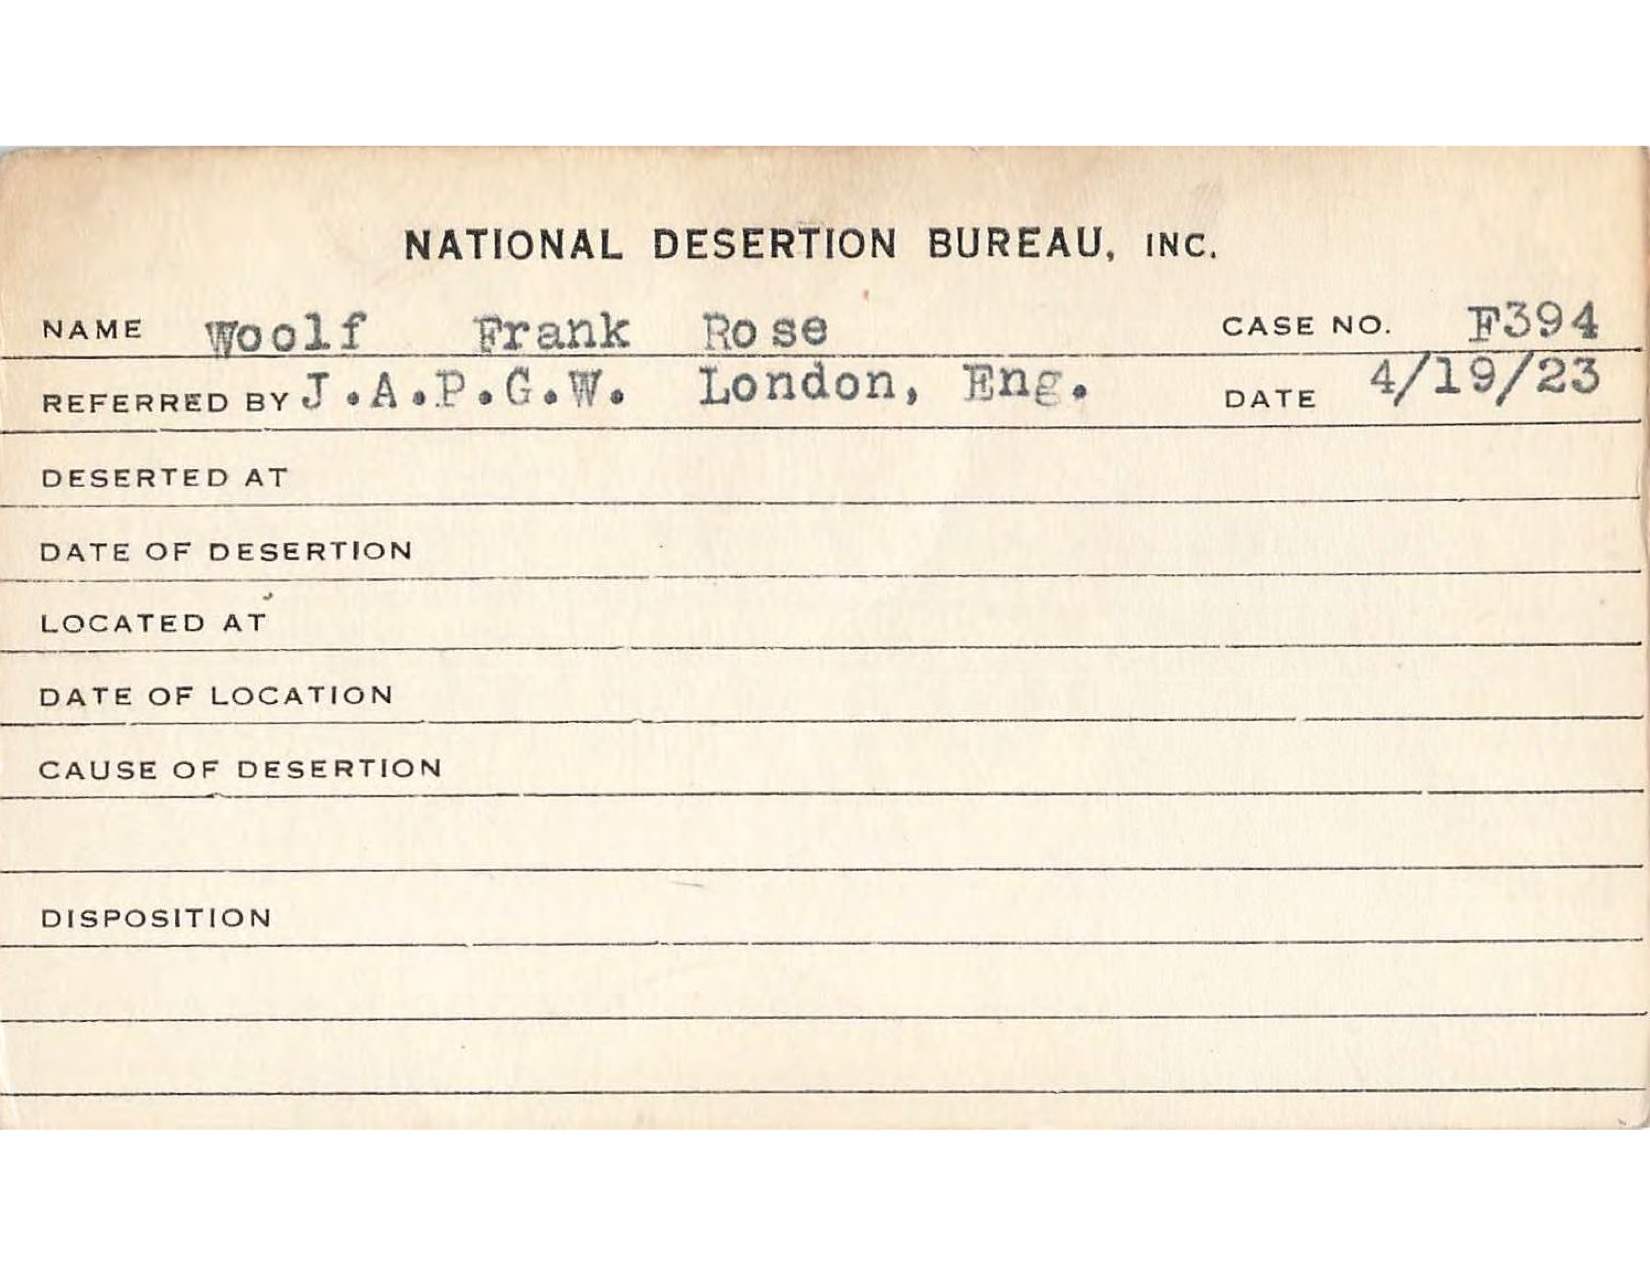 NATIONAL DESERTION BUREAU, INC.
NAME Woolf Frank Rose CASE NO. F394
REFERRED BY J.A.P.G.W. London, Eng. DATE 4/19/23
DESERTED AT
DATE OF DESERTION
LOCATED AT
DATE OF LOCATION
CAUSE OF DESERTION
DISPOSITION